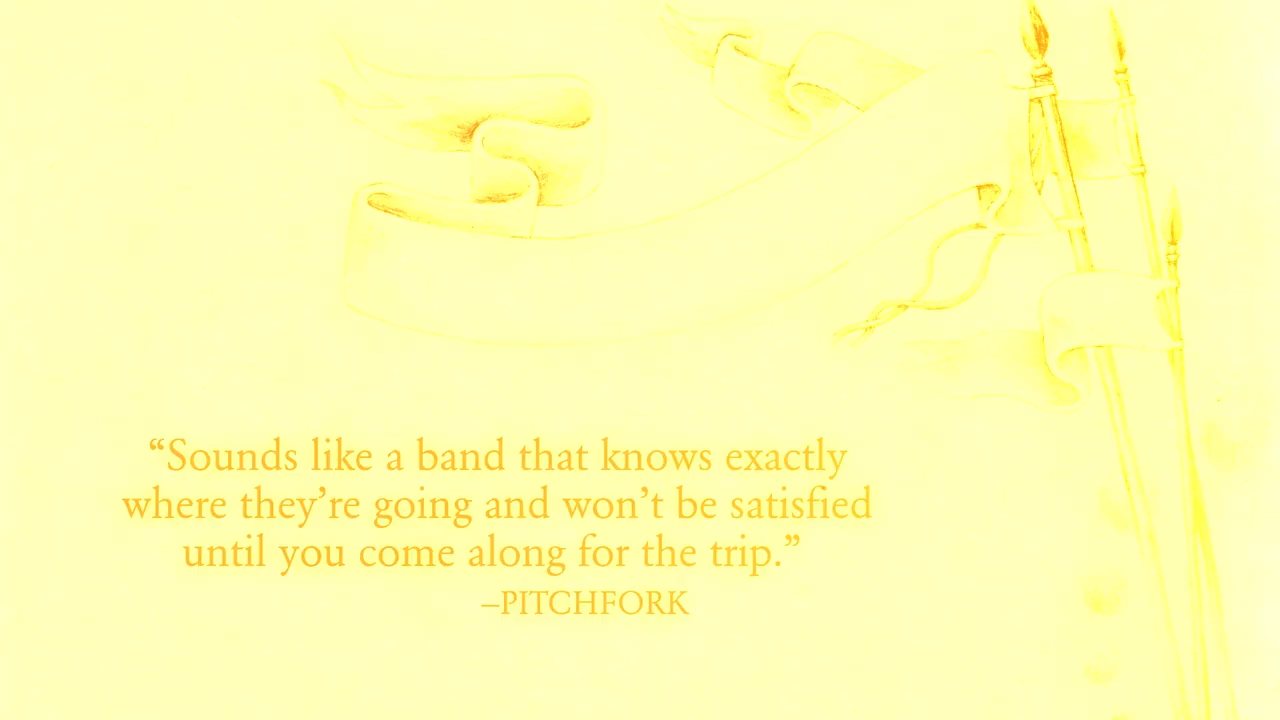 “Sounds like a band that knows exactly
where they’re going and won’t be satisfied
until you come along for the trip.”
–PITCHFORK